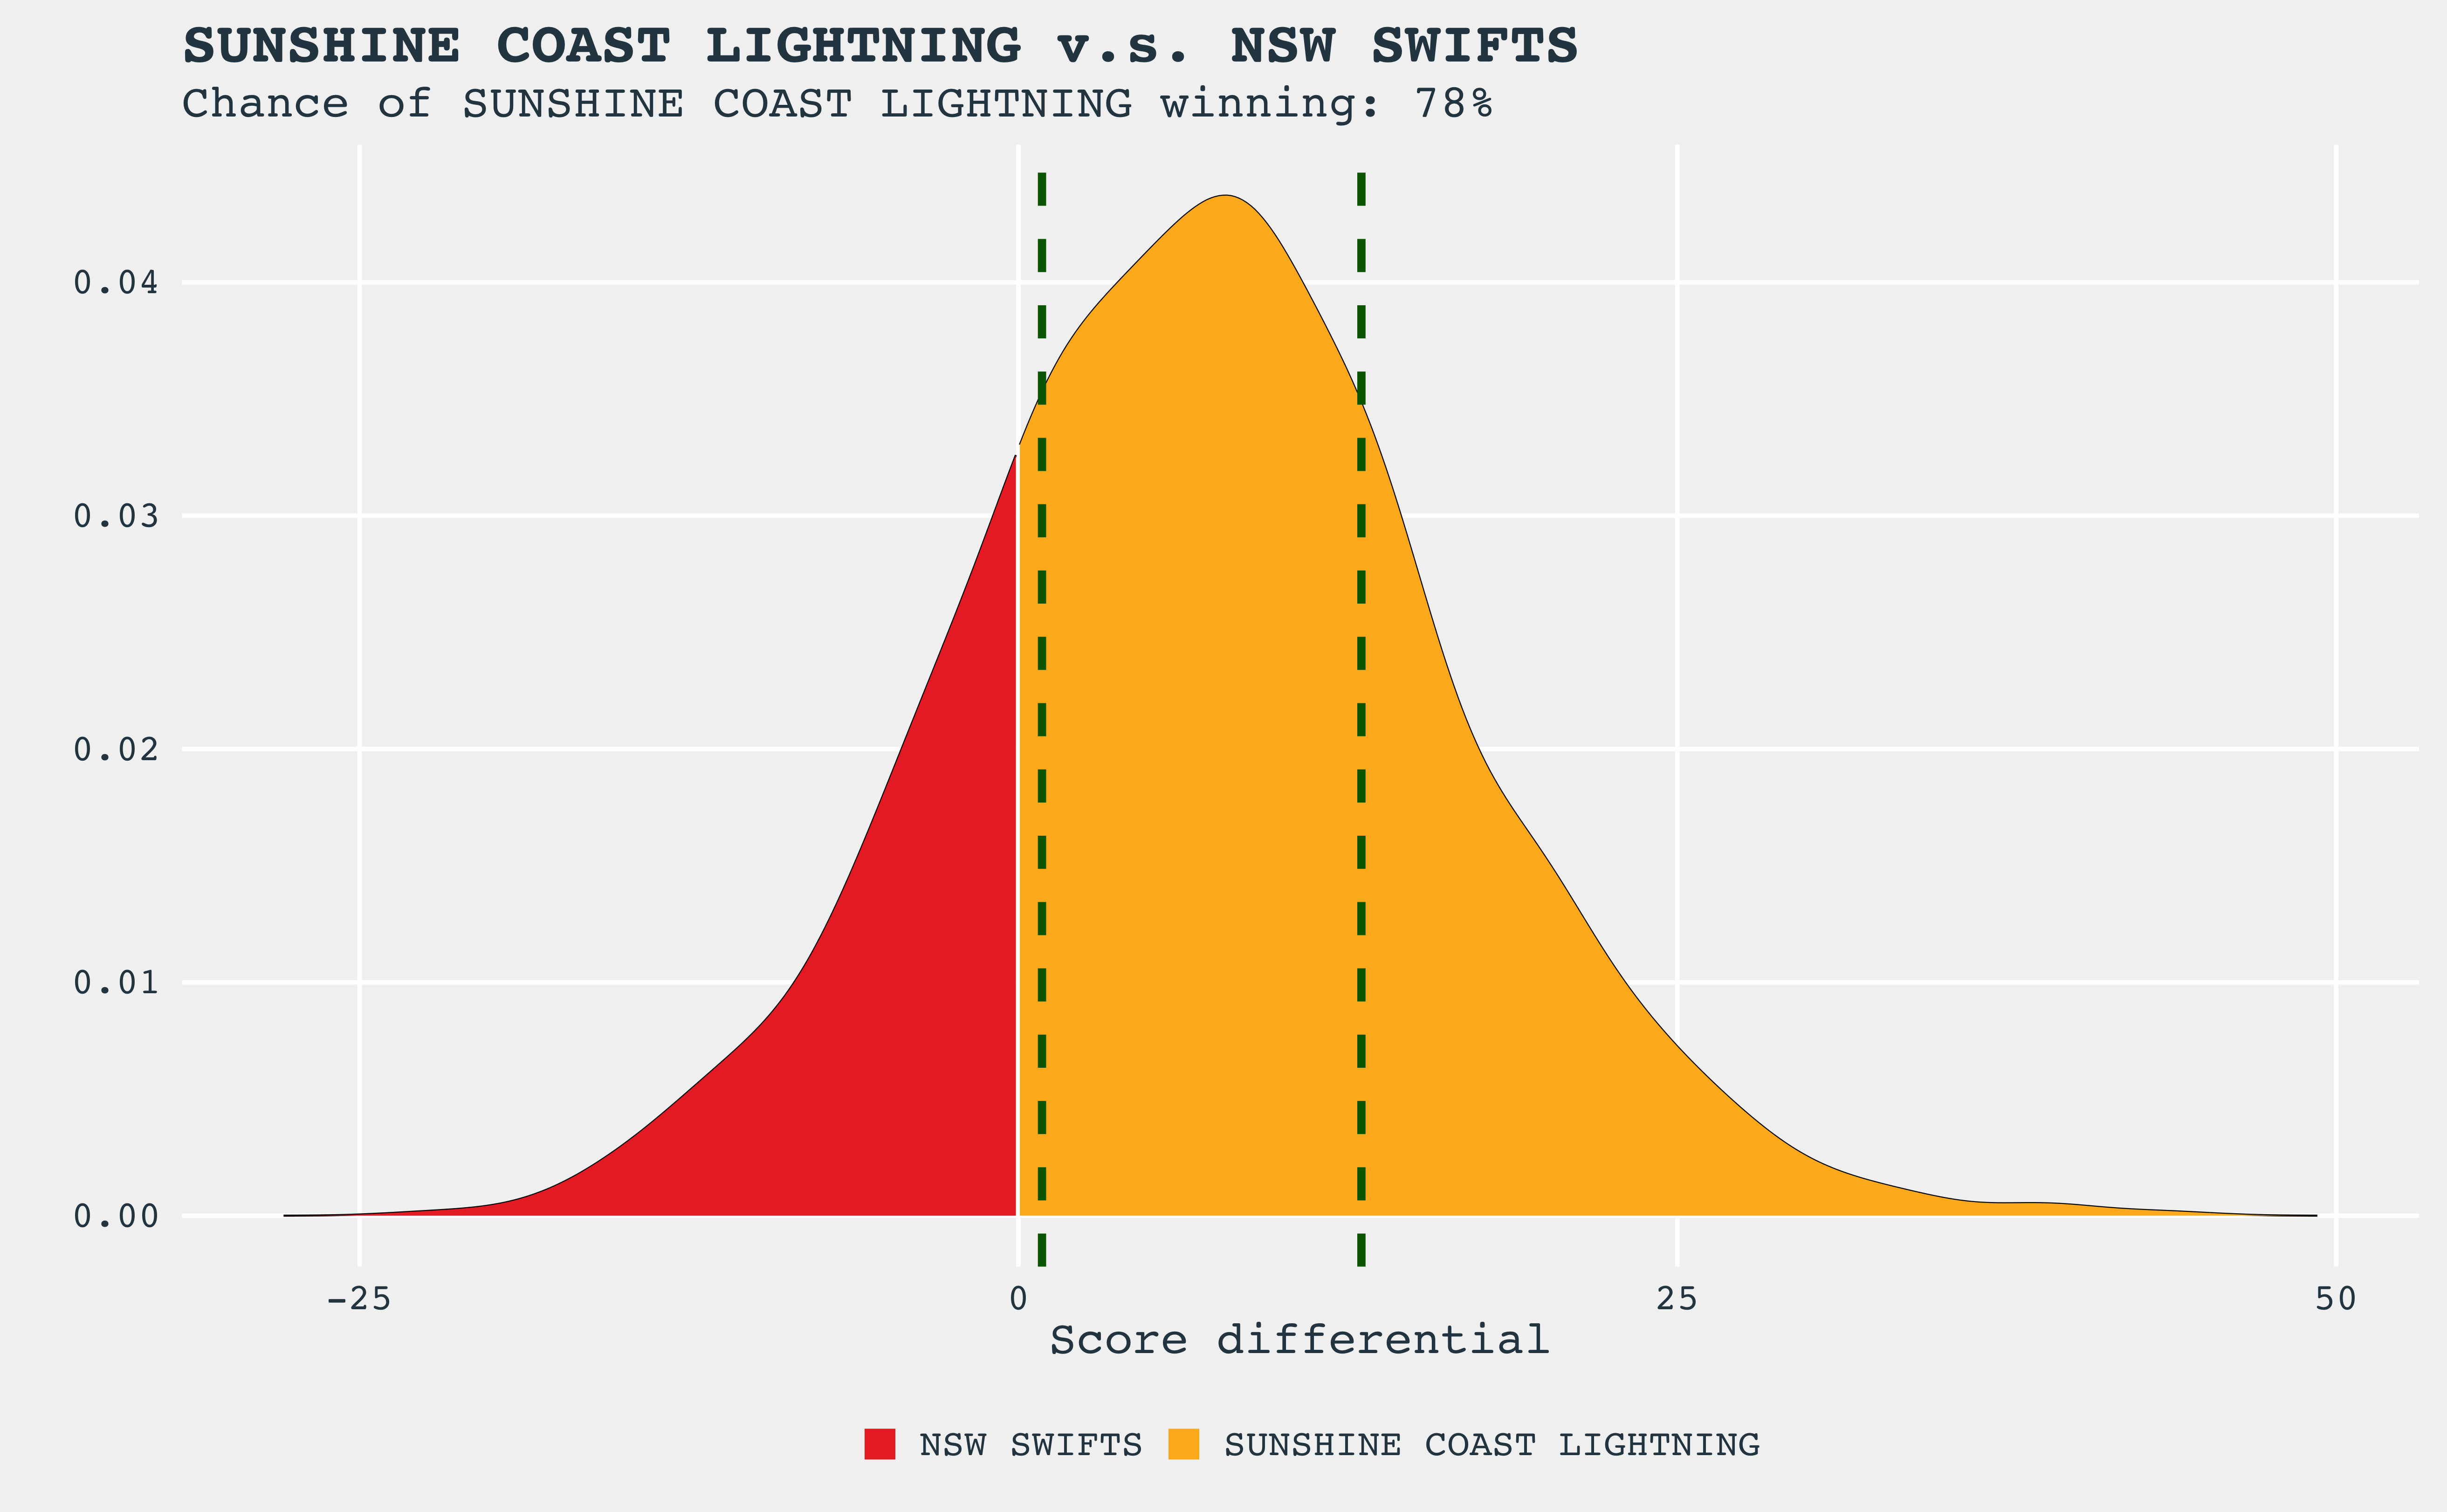 SUNSHINE COAST LIGHTNING v.s. NSW SWIFTS
Chance of SUNSHINE COAST LIGHTNING winning: 78%
0.04
0.03
0.02
0.01
0.00
-25 0 25 50
Score differential
NSW SWIFTS SUNSHINE COAST LIGHTNING